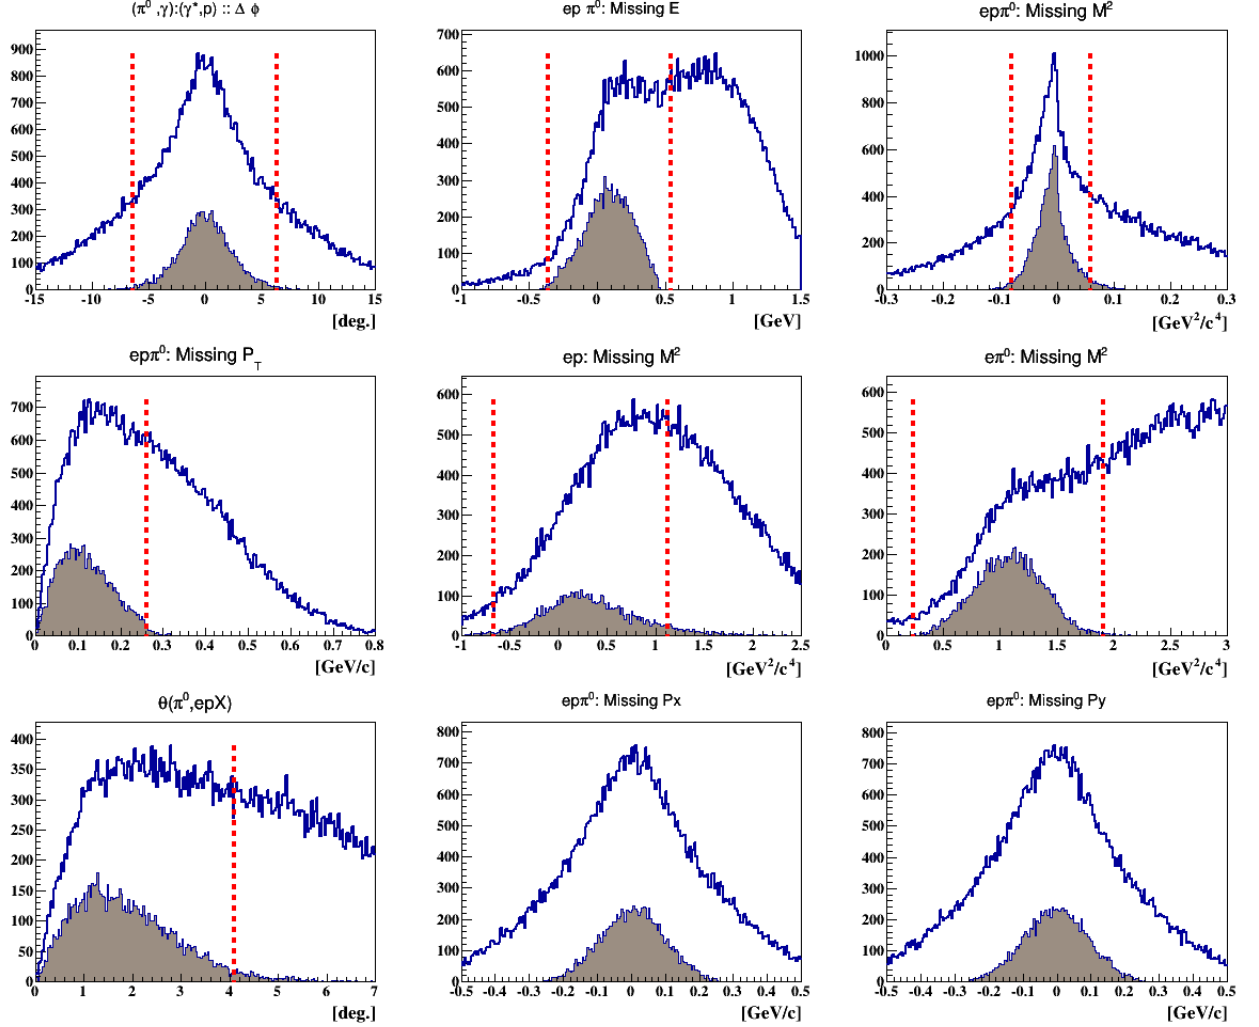 (π⁰ ,γ):(γ*,p) :: Δ ϕ
900
800
700
600
500
400
300
200
100
0
-15 -10 -5 0 5 10 15
[deg.]
ep π⁰: Missing E
700
600
500
400
300
200
100
0
-1 -0.5 0 0.5 1 1.5
[GeV]
epπ⁰: Missing M²
1000
800
600
400
200
0
-0.3 -0.2 -0.1 0 0.1 0.2 0.3
[GeV²/c⁴]
epπ⁰: Missing P_T
700
600
500
400
300
200
100
0
0 0.1 0.2 0.3 0.4 0.5 0.6 0.7 0.8
[GeV/c]
ep: Missing M²
600
500
400
300
200
100
0
-1 -0.5 0 0.5 1 1.5 2 2.5
[GeV²/c⁴]
eπ⁰: Missing M²
600
500
400
300
200
100
0
0 0.5 1 1.5 2 2.5 3
[GeV²/c⁴]
θ(π⁰,epX)
400
350
300
250
200
150
100
50
0
0 1 2 3 4 5 6 7
[deg.]
epπ⁰: Missing Px
800
700
600
500
400
300
200
100
0
-0.5 -0.4 -0.3 -0.2 -0.1 0 0.1 0.2 0.3 0.4 0.5
[GeV/c]
epπ⁰: Missing Py
800
700
600
500
400
300
200
100
0
-0.5 -0.4 -0.3 -0.2 -0.1 0 0.1 0.2 0.3 0.4 0.5
[GeV/c]